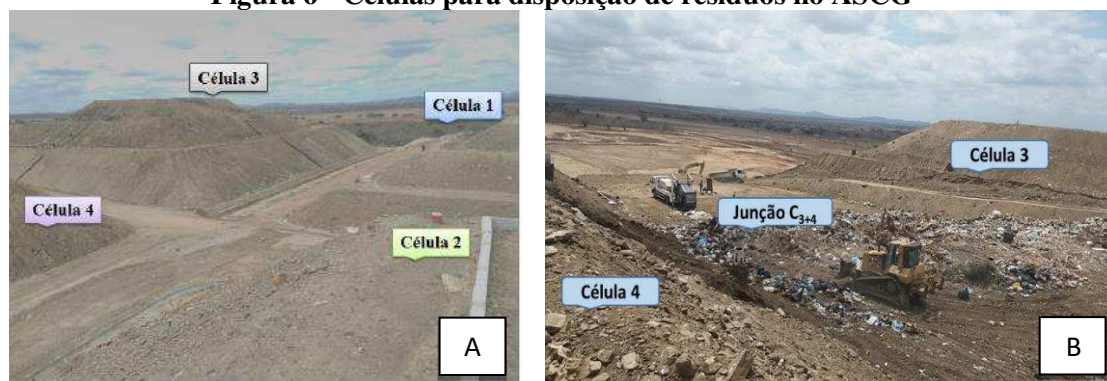 Figura 6 - Células para disposição de resíduos no ASCG
Célula 3
Célula 1
Célula 4
Célula 2
A
Célula 3
Junção C3+4
Célula 4
B